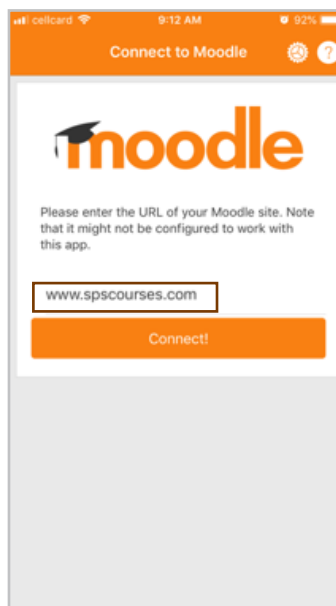 cellcard 9:12 AM 92%
Connect to Moodle ?
moodle
Please enter the URL of your Moodle site. Note
that it might not be configured to work with
this app.
www.spscourses.com
Connect!